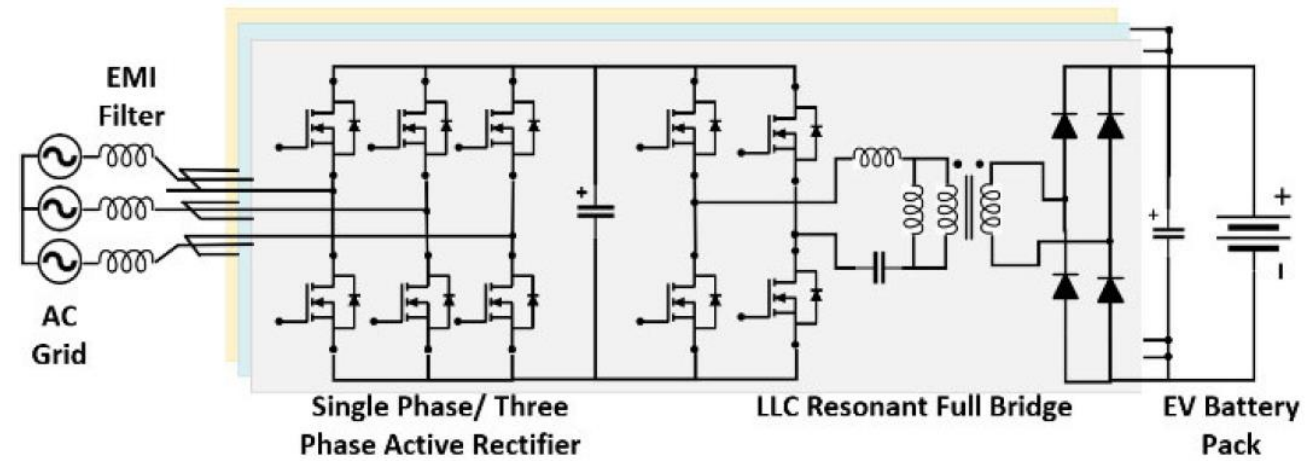 EMI
Filter
AC
Grid
+
+
+
−
Single Phase/ Three
Phase Active Rectifier
LLC Resonant Full Bridge
EV Battery
Pack